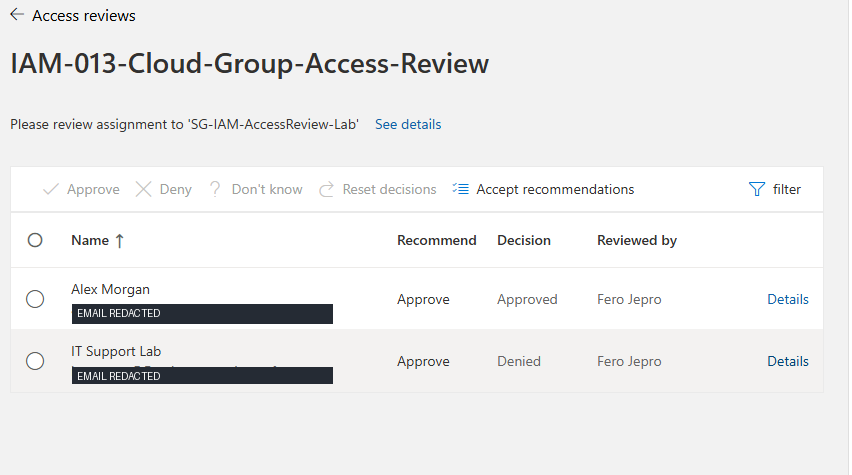 Access reviews
IAM-013-Cloud-Group-Access-Review
Please review assignment to 'SG-IAM-AccessReview-Lab' See details
Approve Deny Don't know Reset decisions Accept recommendations filter
Name ↑ Recommend Decision Reviewed by
Alex Morgan
EMAIL REDACTED
Approve Approved Fero Jepro Details
IT Support Lab
EMAIL REDACTED
Approve Denied Fero Jepro Details